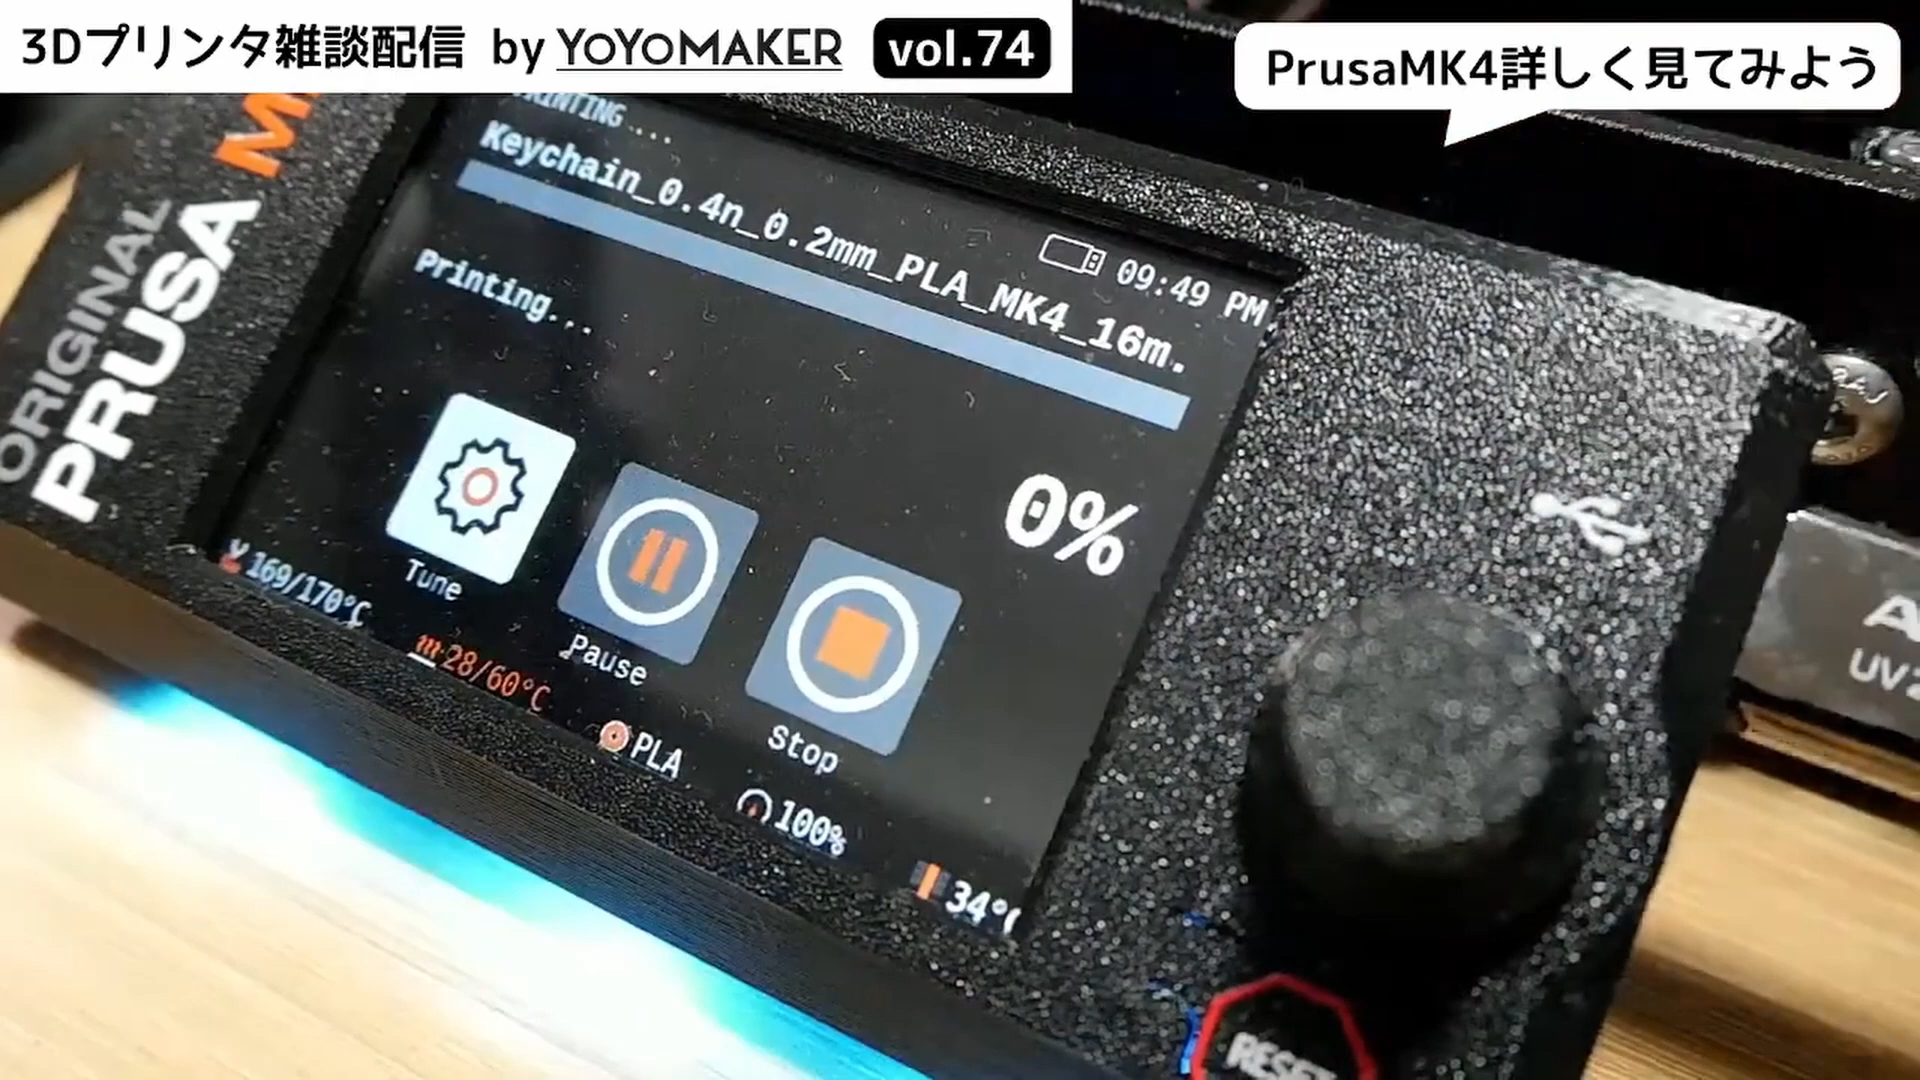 3Dプリンタ雑談配信 by YOYOMAKER vol.74
PrusaMK4詳しく見てみよう
ORIGINAL
PRUSA
PRINTING ...
09:49 PM
Keychain_0.4n_0.2mm_PLA_MK4_16m.
Printing...
0%
Tune
Pause
Stop
169/170°C
28/60°C
PLA
100%
34°C
RESET